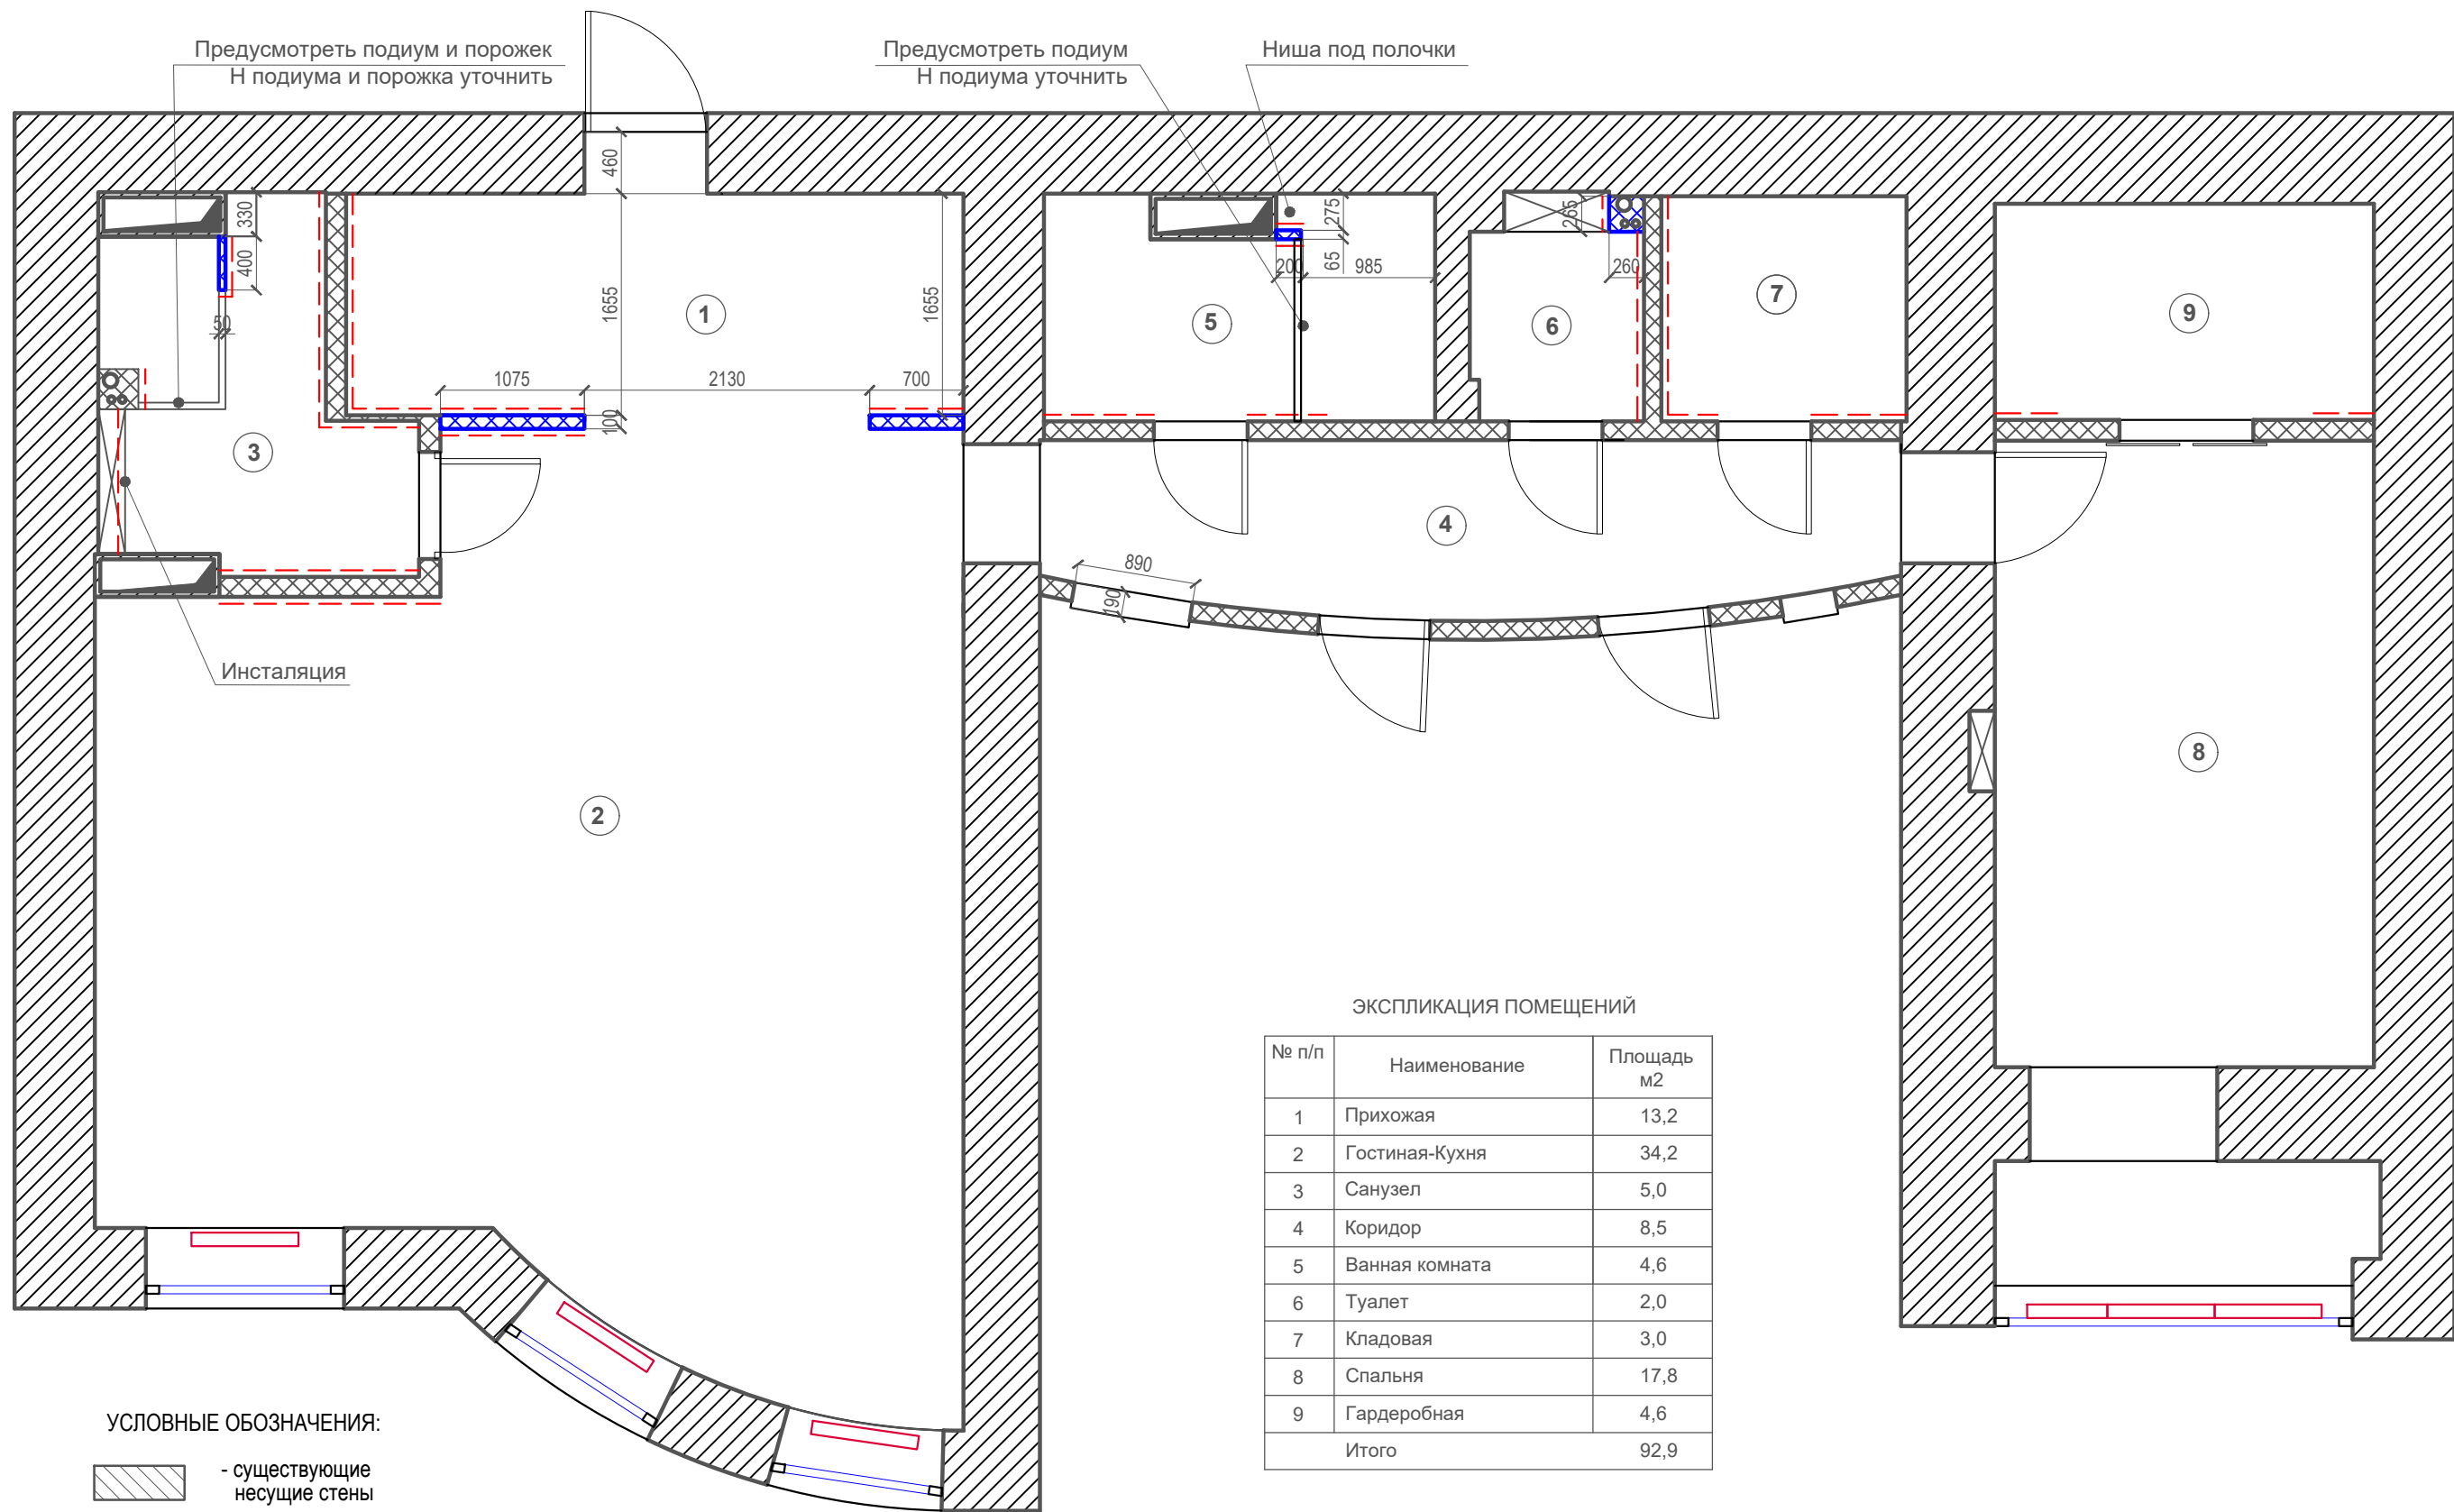 Предусмотреть подиум и порожек
Н подиума и порожка уточнить
Предусмотреть подиум
Н подиума уточнить
Ниша под полочки
460
330
400
50
1655
1655
1075
2130
700
100
275
65
200
985
265
260
1
5
6
7
9
3
4
890
190
Инсталяция
2
8
ЭКСПЛИКАЦИЯ ПОМЕЩЕНИЙ
№ п/п Наименование Площадь
м2
1 Прихожая 13,2
2 Гостиная-Кухня 34,2
3 Санузел 5,0
4 Коридор 8,5
5 Ванная комната 4,6
6 Туалет 2,0
7 Кладовая 3,0
8 Спальня 17,8
9 Гардеробная 4,6
Итого 92,9
УСЛОВНЫЕ ОБОЗНАЧЕНИЯ:
- существующие
несущие стены